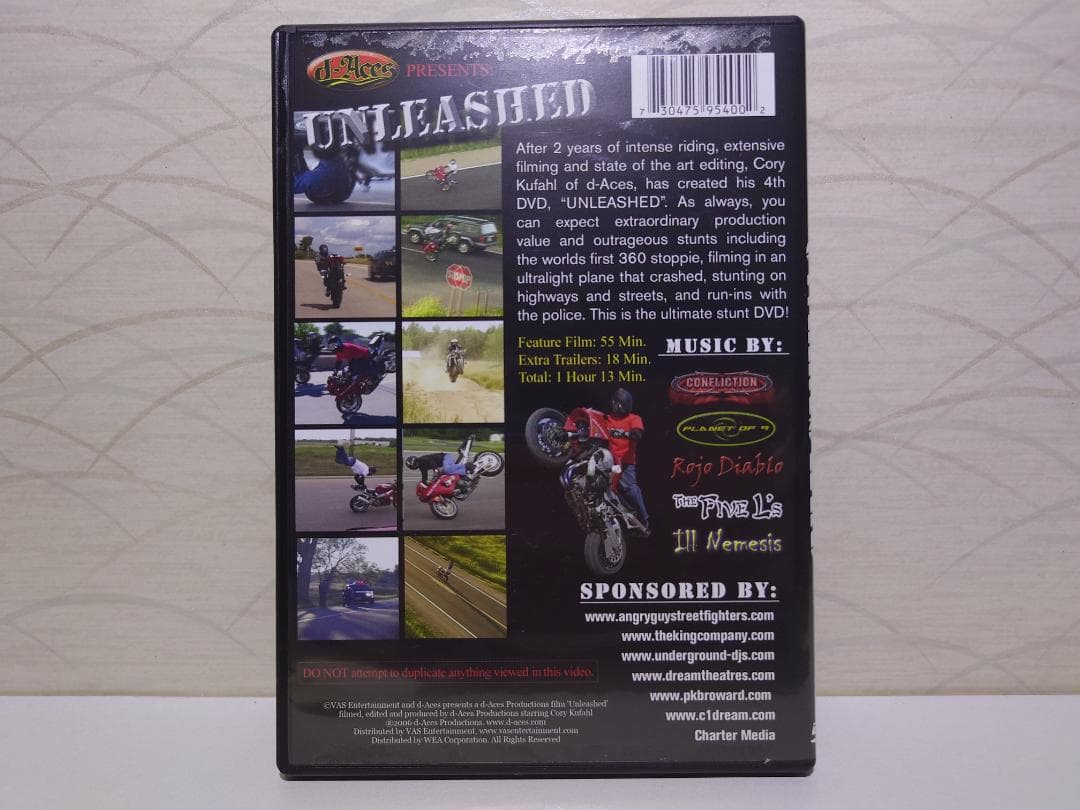 d-Aces PRESENTS:
UNLEASHED
7 30475 95400 2
After 2 years of intense riding, extensive
filming and state of the art editing, Cory
Kufahl of d-Aces, has created his 4th
DVD, “UNLEASHED”. As always, you
can expect extraordinary production
value and outrageous stunts including
the worlds first 360 stoppie, filming in an
ultralight plane that crashed, stunting on
highways and streets, and run-ins with
the police. This is the ultimate stunt DVD!
Feature Film: 55 Min.
Extra Trailers: 18 Min.
Total: 1 Hour 13 Min.
MUSIC BY:
CONFLICTION
PLANET OF 9
Rojo Diablo
THE FIVE L's
Ill Nemesis
STOP
SPONSORED BY:
www.angryguystreetfighters.com
www.thekingcompany.com
www.underground-djs.com
www.dreamtheatres.com
www.pkbroward.com
www.c1dream.com
Charter Media
DO NOT attempt to duplicate anything viewed in this video.
©VAS Entertainment and d-Aces presents a d-Aces Productions film 'Unleashed'
filmed, edited and produced by d-Aces Productions starring Cory Kufahl
®2006 d-Aces Productions. www.d-aces.com
Distributed by VAS Entertainment, www.vasentertainment.com
Distributed by WEA Corporation. All Rights Reserved